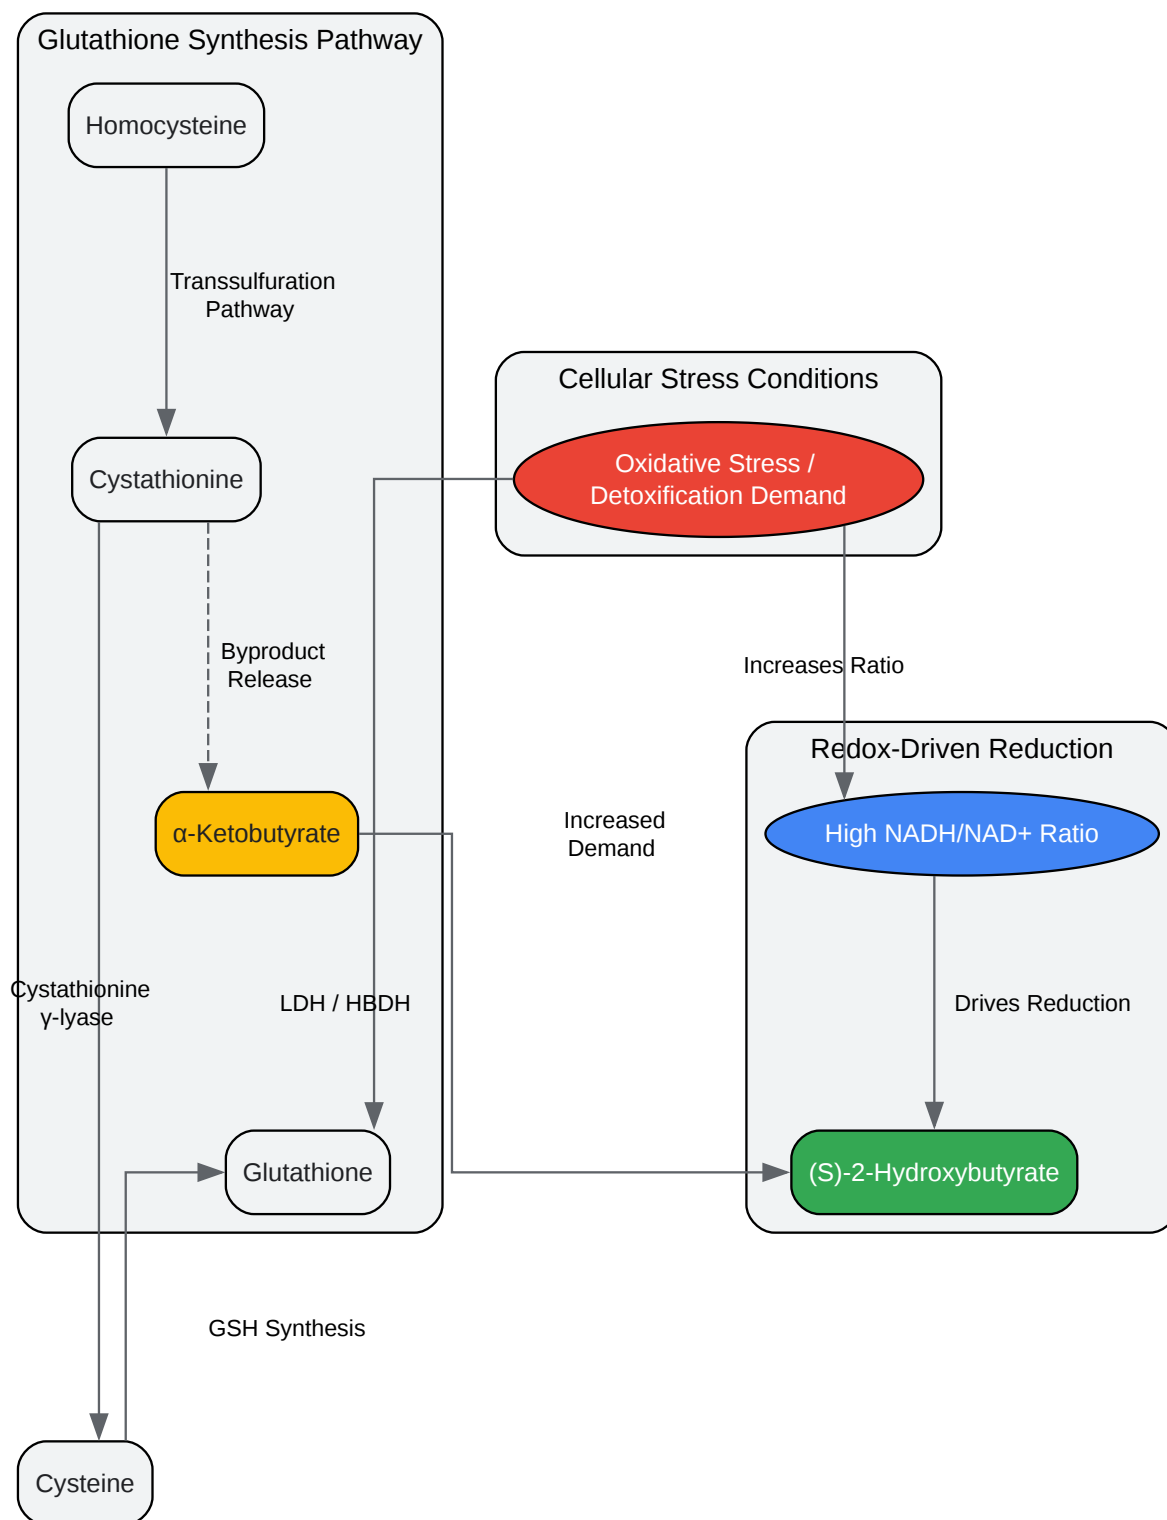 Glutathione Synthesis Pathway
Homocysteine
Transsulfuration
Pathway
Cellular Stress Conditions
Oxidative Stress /
Detoxification Demand
Cystathionine
Byproduct
Release
Increases Ratio
Redox-Driven Reduction
α-Ketobutyrate
Increased
Demand
High NADH/NAD+ Ratio
Cystathionine
γ-lyase
LDH / HBDH
Drives Reduction
Glutathione
(S)-2-Hydroxybutyrate
GSH Synthesis
Cysteine